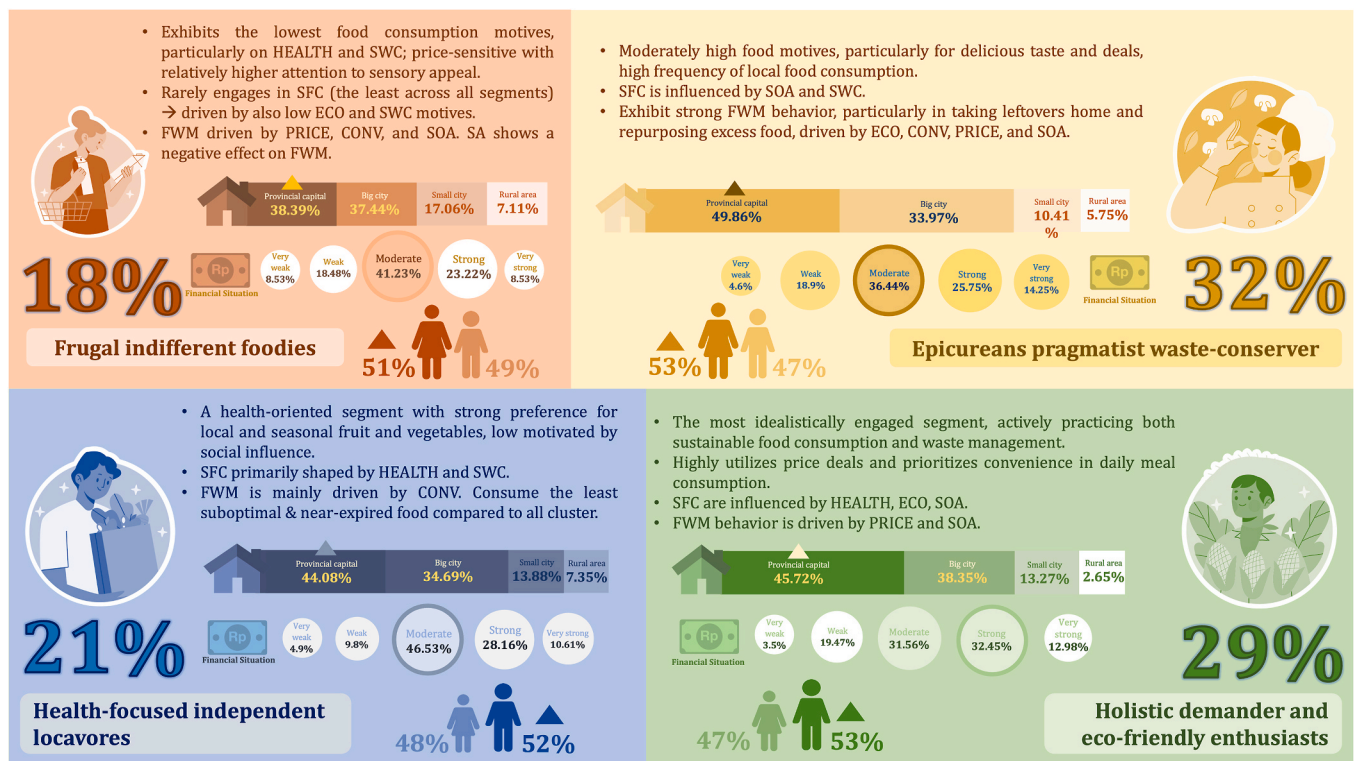 • Exhibits the lowest food consumption motives,
particularly on HEALTH and SWC; price-sensitive with
relatively higher attention to sensory appeal.
• Rarely engages in SFC (the least across all segments)
→ driven by also low ECO and SWC motives.
• FWM driven by PRICE, CONV, and SOA. SA shows a
negative effect on FWM.
Provincial capital
38.39%
Big city
37.44%
Small city
17.06%
Rural area
7.11%
18%
Rp
Financial Situation
Very
weak
8.53%
Weak
18.48%
Moderate
41.23%
Strong
23.22%
Very
strong
8.53%
Frugal indifferent foodies
51%
49%
• Moderately high food motives, particularly for delicious taste and deals,
high frequency of local food consumption.
• SFC is influenced by SOA and SWC.
• Exhibit strong FWM behavior, particularly in taking leftovers home and
repurposing excess food, driven by ECO, CONV, PRICE, and SOA.
Provincial capital
49.86%
Big city
33.97%
Small city
10.41
%
Rural area
5.75%
Very
weak
4.6%
Weak
18.9%
Moderate
36.44%
Strong
25.75%
Very
strong
14.25%
Rp
Financial Situation
32%
53%
47%
Epicureans pragmatist waste-conserver
• A health-oriented segment with strong preference for
local and seasonal fruit and vegetables, low motivated by
social influence.
• SFC primarily shaped by HEALTH and SWC.
• FWM is mainly driven by CONV. Consume the least
suboptimal & near-expired food compared to all cluster.
Provincial capital
44.08%
Big city
34.69%
Small city
13.88%
Rural area
7.35%
21%
Rp
Financial Situation
Very
weak
4.9%
Weak
9.8%
Moderate
46.53%
Strong
28.16%
Very strong
10.61%
Health-focused independent
locavores
48%
52%
• The most idealistically engaged segment, actively practicing both
sustainable food consumption and waste management.
• Highly utilizes price deals and prioritizes convenience in daily meal
consumption.
• SFC are influenced by HEALTH, ECO, SOA.
• FWM behavior is driven by PRICE and SOA.
Provincial capital
45.72%
Big city
38.35%
Small city
13.27%
Rural area
2.65%
Rp
Financial Situation
Very
weak
3.5%
Weak
19.47%
Moderate
31.56%
Strong
32.45%
Very
strong
12.98%
29%
47%
53%
Holistic demander and
eco-friendly enthusiasts